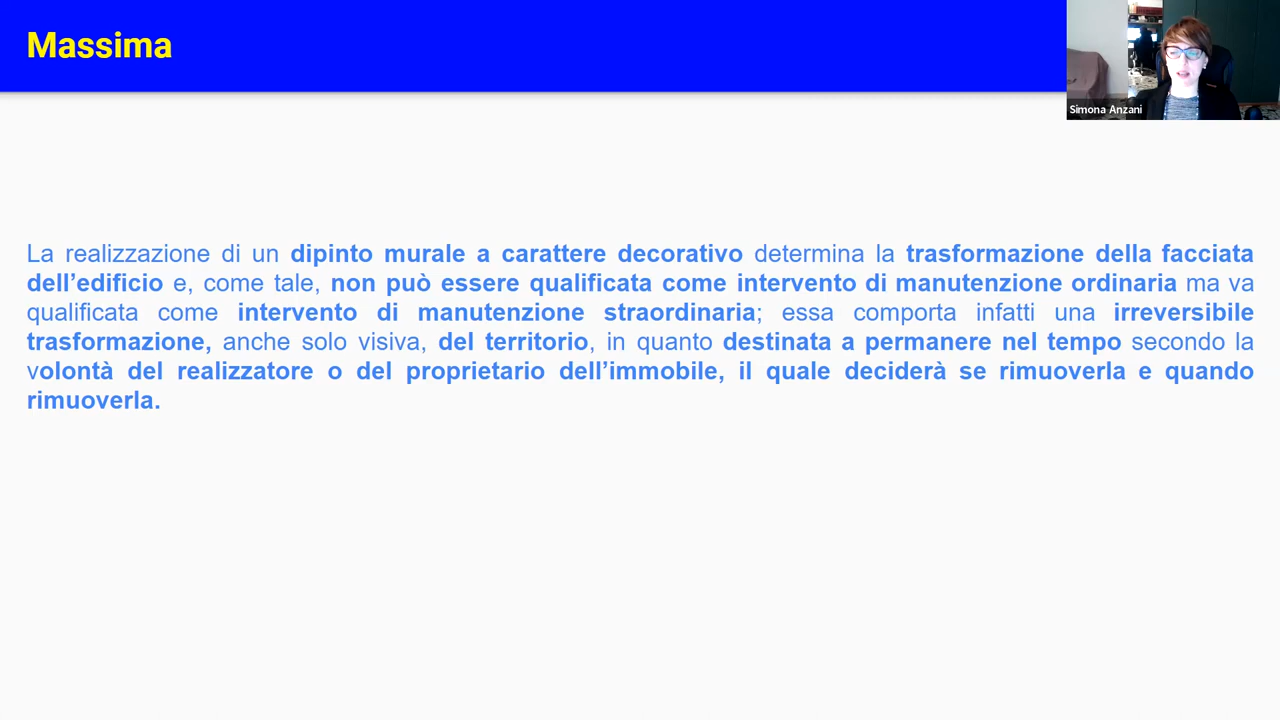 Massima
Simona Anzani
La realizzazione di un dipinto murale a carattere decorativo determina la trasformazione della facciata
dell’edificio e, come tale, non può essere qualificata come intervento di manutenzione ordinaria ma va
qualificata come intervento di manutenzione straordinaria; essa comporta infatti una irreversibile
trasformazione, anche solo visiva, del territorio, in quanto destinata a permanere nel tempo secondo la
volontà del realizzatore o del proprietario dell’immobile, il quale deciderà se rimuoverla e quando
rimuoverla.